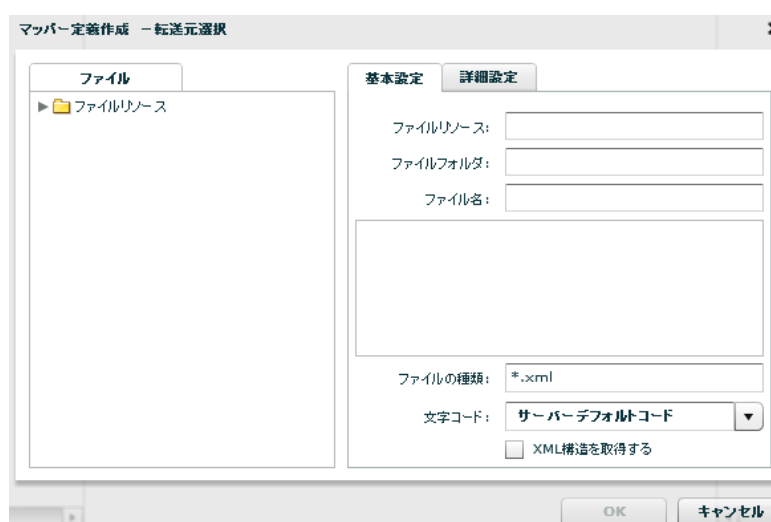 マッパー定義作成 －転送元選択
ファイル
ファイルリソース
基本設定
詳細設定
ファイルリソース:
ファイルフォルダ:
ファイル名:
ファイルの種類:
*.xml
文字コード:
サーバーデフォルトコード
XML構造を取得する
OK
キャンセル